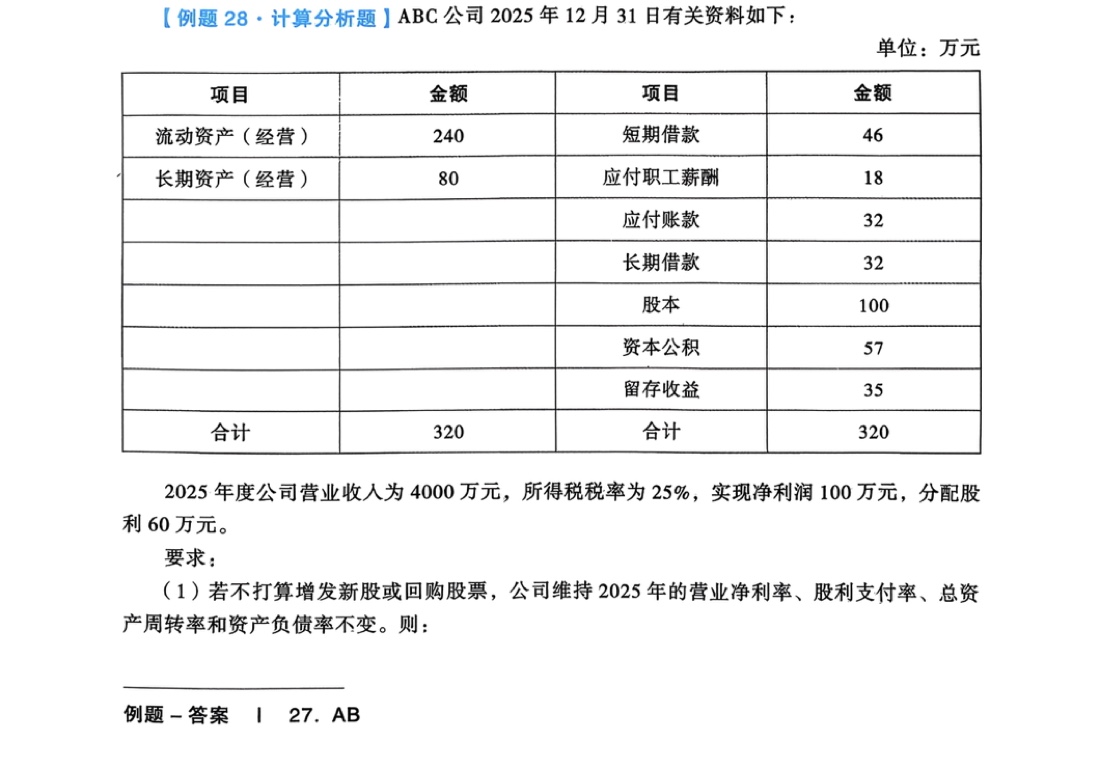 【例题 28·计算分析题】ABC 公司 2025 年 12 月 31 日有关资料如下：
单位：万元
项目 金额 项目 金额
流动资产（经营） 240 短期借款 46
长期资产（经营） 80 应付职工薪酬 18
应付账款 32
长期借款 32
股本 100
资本公积 57
留存收益 35
合计 320 合计 320
2025 年度公司营业收入为 4000 万元，所得税税率为 25%，实现净利润 100 万元，分配股
利 60 万元。
要求：
（1）若不打算增发新股或回购股票，公司维持 2025 年的营业净利率、股利支付率、总资
产周转率和资产负债率不变。则：
例题 – 答案 | 27. AB